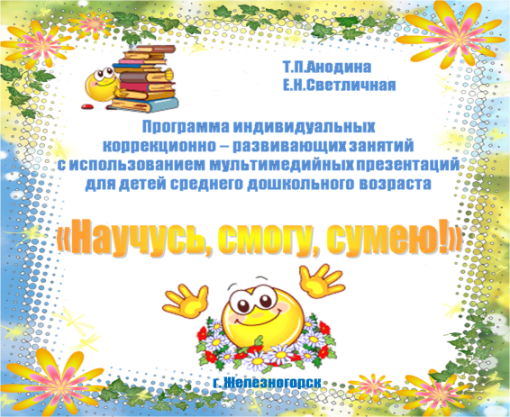 Т.П.Анодина
Е.Н.Светличная
Программа индивидуальных
коррекционно – развивающих занятий
с использованием мультимедийных презентаций
для детей среднего дошкольного возраста
«Научусь, смогу, сумею!»
г. Железногорск